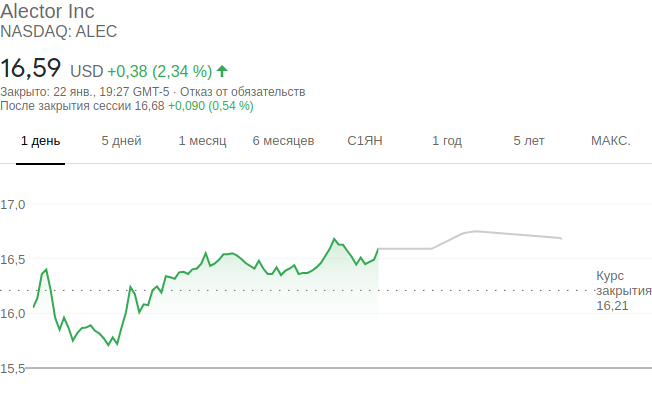 Alector Inc
NASDAQ: ALEC
16,59 USD +0,38 (2,34 %)
Закрыто: 22 янв., 19:27 GMT-5 · Отказ от обязательств
После закрытия сессии 16,68 +0,090 (0,54 %)
1 день 5 дней 1 месяц 6 месяцев С1ЯН 1 год 5 лет МАКС.
17,0
16,5
Курс
закрытия
16,21
16,0
15,5